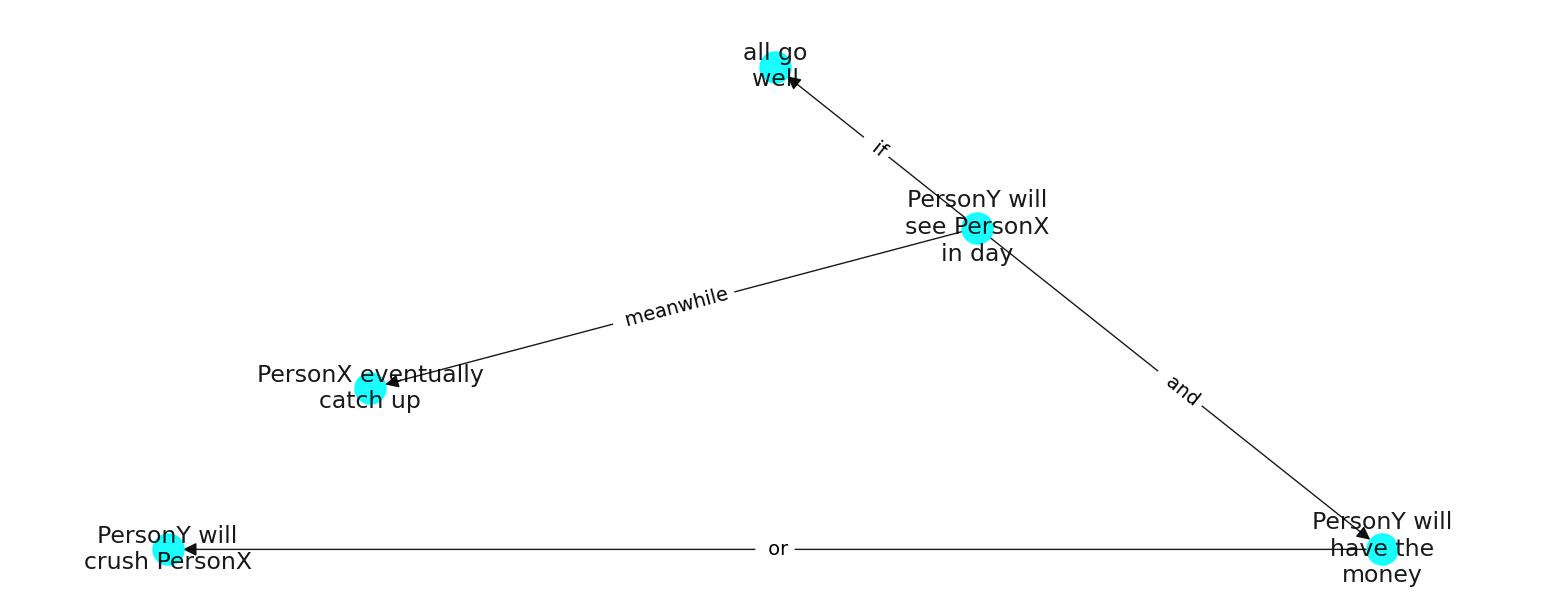 all go
well
if
PersonY will
see PersonX
in day
meanwhile
PersonX eventually
catch up
and
PersonY will
crush PersonX
or
PersonY will
have the
money